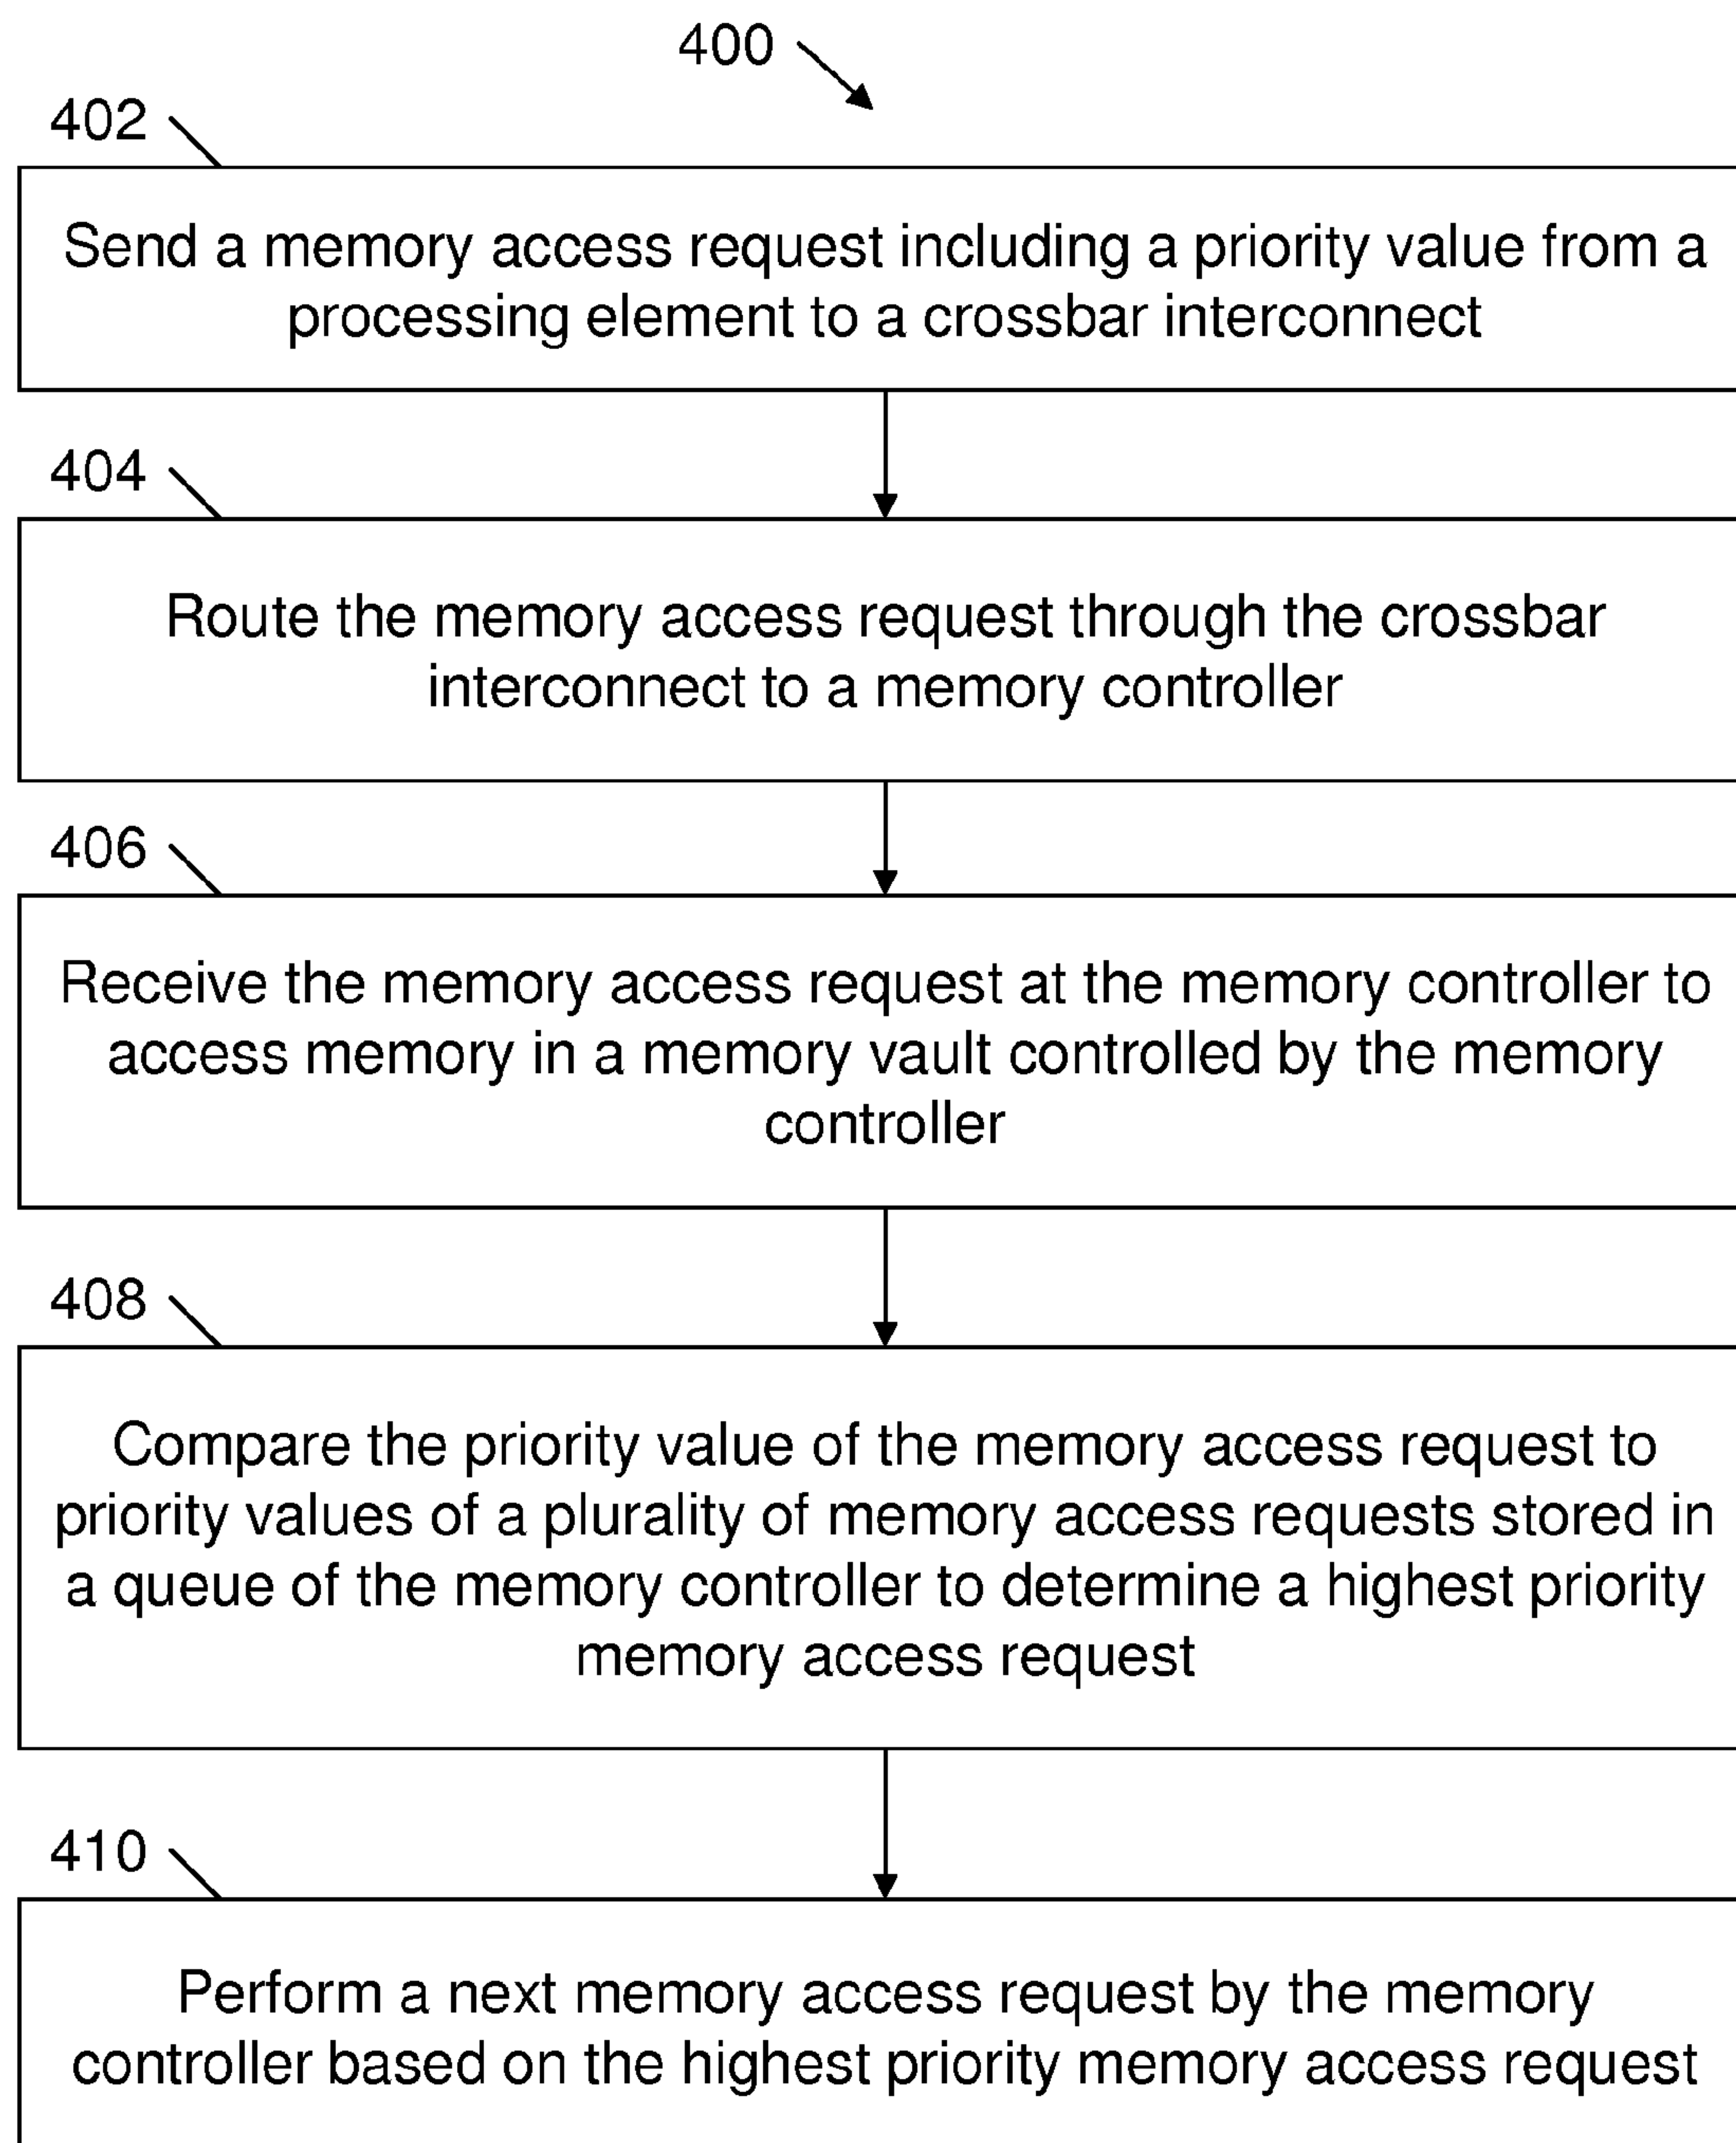 400
402
Send a memory access request including a priority value from a
processing element to a crossbar interconnect
404
Route the memory access request through the crossbar
interconnect to a memory controller
406
Receive the memory access request at the memory controller to
access memory in a memory vault controlled by the memory
controller
408
Compare the priority value of the memory access request to
priority values of a plurality of memory access requests stored in
a queue of the memory controller to determine a highest priority
memory access request
410
Perform a next memory access request by the memory
controller based on the highest priority memory access request